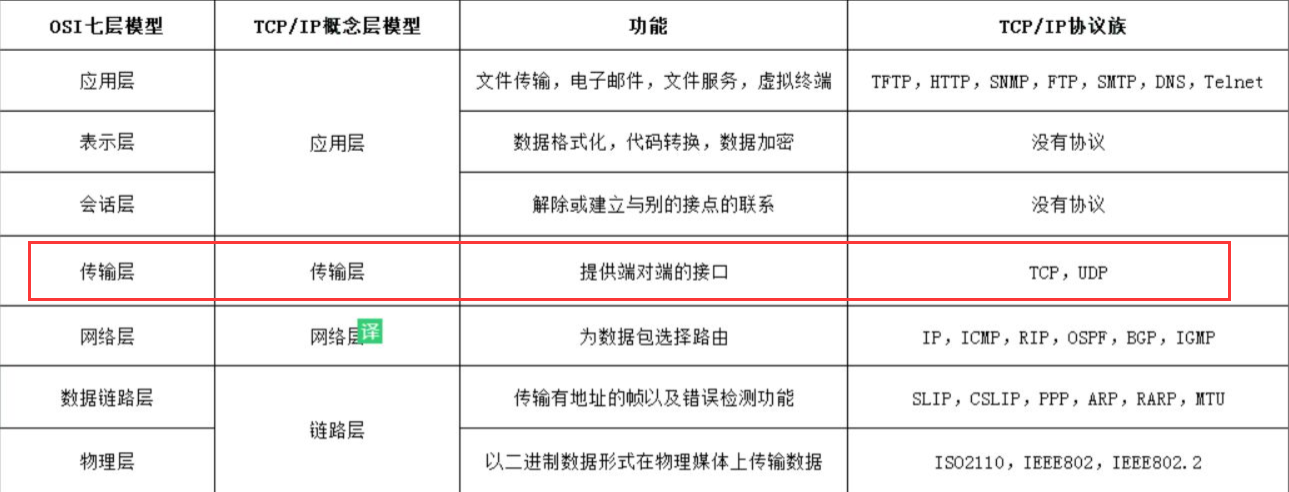 OSI七层模型 TCP/IP概念层模型 功能 TCP/IP协议族
应用层 文件传输，电子邮件，文件服务，虚拟终端 TFTP，HTTP，SNMP，FTP，SMTP，DNS，Telnet
表示层 应用层 数据格式化，代码转换，数据加密 没有协议
会话层 解除或建立与别的接点的联系 没有协议
传输层 传输层 提供端对端的接口 TCP，UDP
网络层 网络层 译 为数据包选择路由 IP，ICMP，RIP，OSPF，BGP，IGMP
数据链路层 传输有地址的帧以及错误检测功能 SLIP，CSLIP，PPP，ARP，RARP，MTU
链路层
物理层 以二进制数据形式在物理媒体上传输数据 ISO2110，IEEE802，IEEE802.2